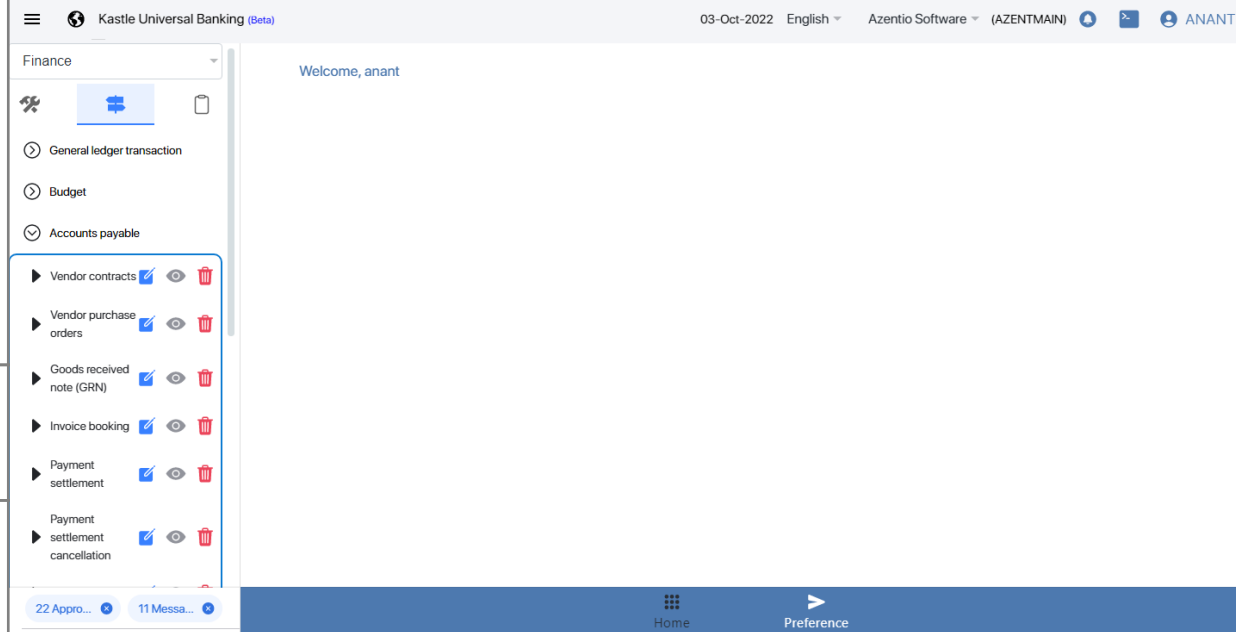 Kastle Universal Banking (Beta)
03-Oct-2022 English Azentio Software (AZENTMAIN) ANANT
Finance
Welcome, anant
General ledger transaction
Budget
Accounts payable
Vendor contracts
Vendor purchase
orders
Goods received
note (GRN)
Invoice booking
Payment
settlement
Payment
settlement
cancellation
22 Appro... 11 Messa...
Home
Preference